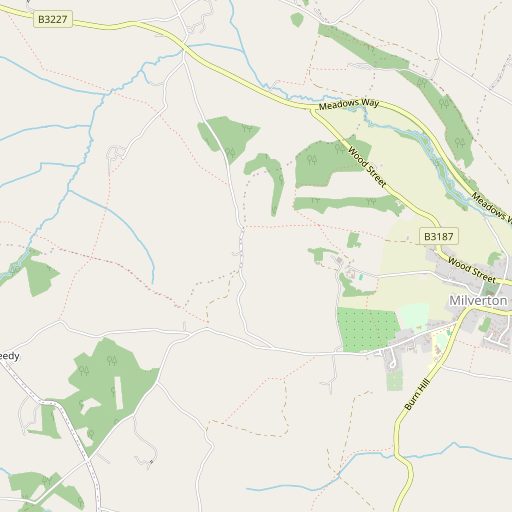 B3227
Meadows Way
Wood Street
Meadows W
B3187
Wood Street
Milverton
eedy
Burn Hill